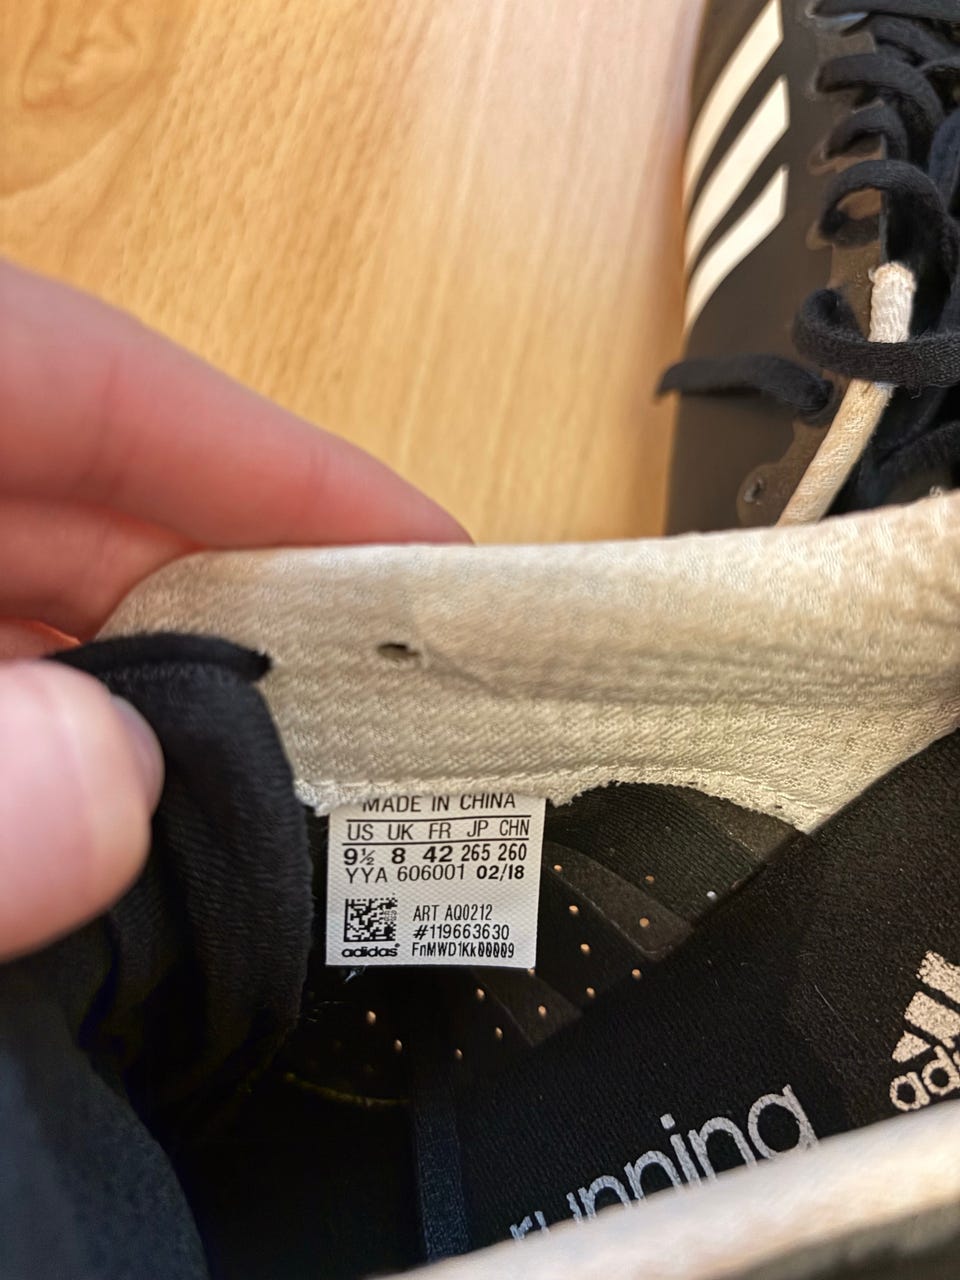 MADE IN CHINA
US UK FR JP CHN
9½ 8 42 265 260
YYA 606001 02/18
ART AQ0212
#119663630
adidas® FnMWD1Kk00009
running